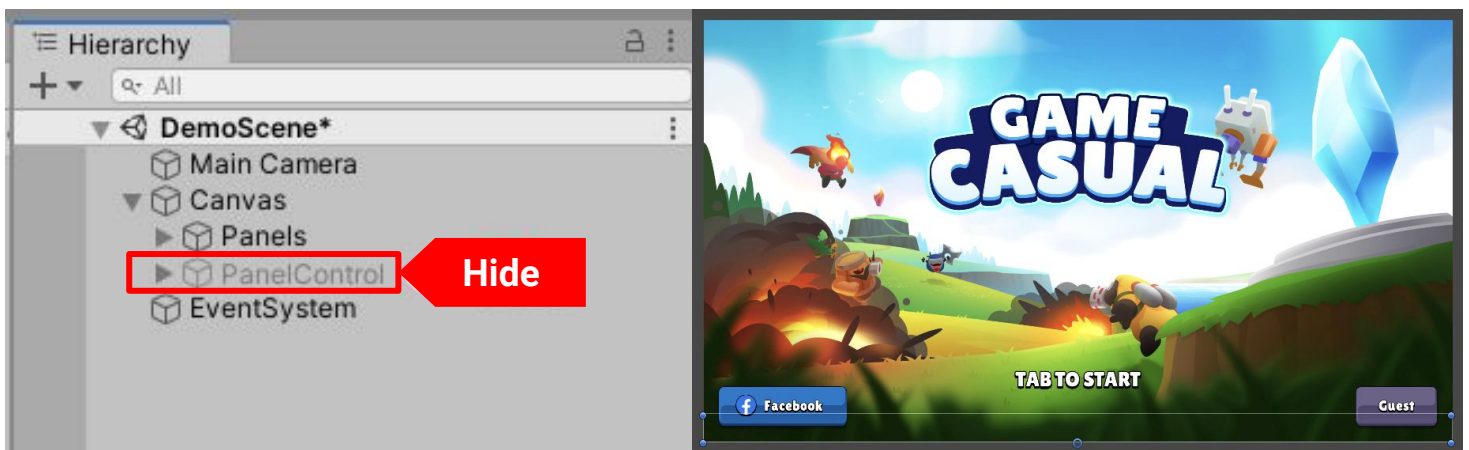 Hierarchy
All
DemoScene*
Main Camera
Canvas
Panels
PanelControl
Hide
EventSystem
GAME
CASUAL
TAB TO START
Facebook
Guest